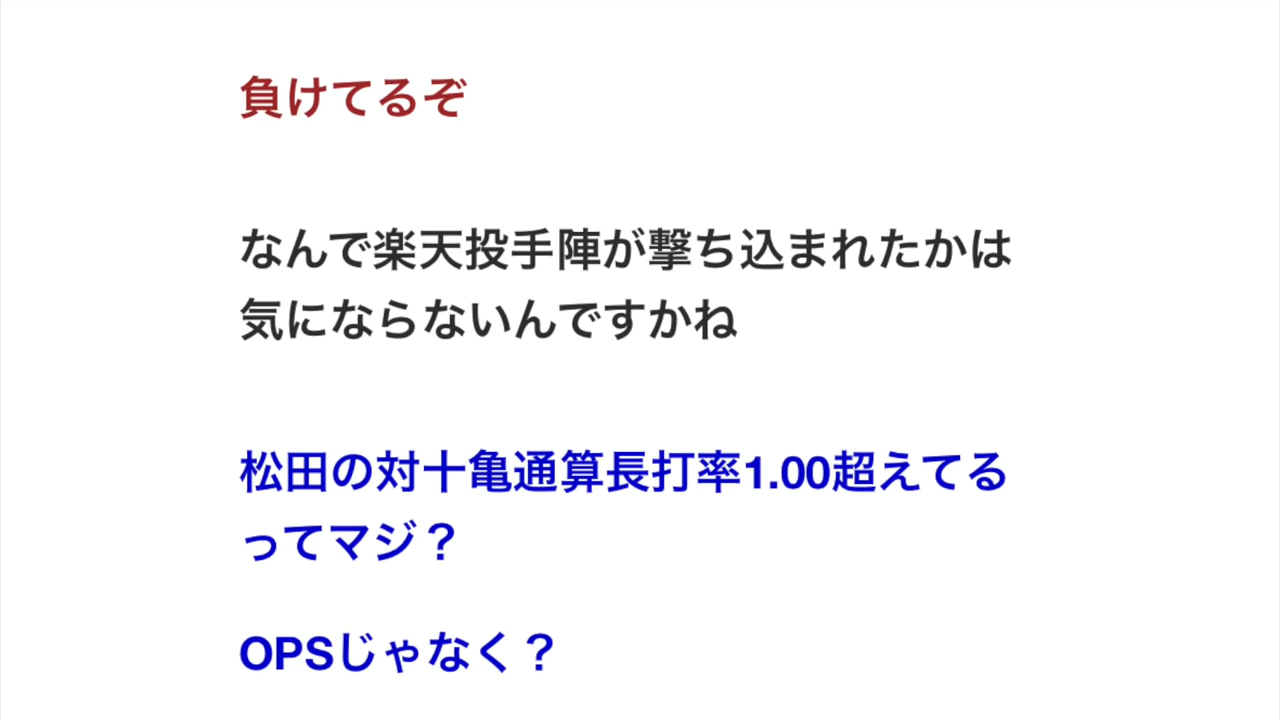 負けてるぞ
なんで楽天投手陣が撃ち込まれたかは
気にならないんですかね
松田の対十亀通算長打率1.00超えてる
ってマジ？
OPSじゃなく？